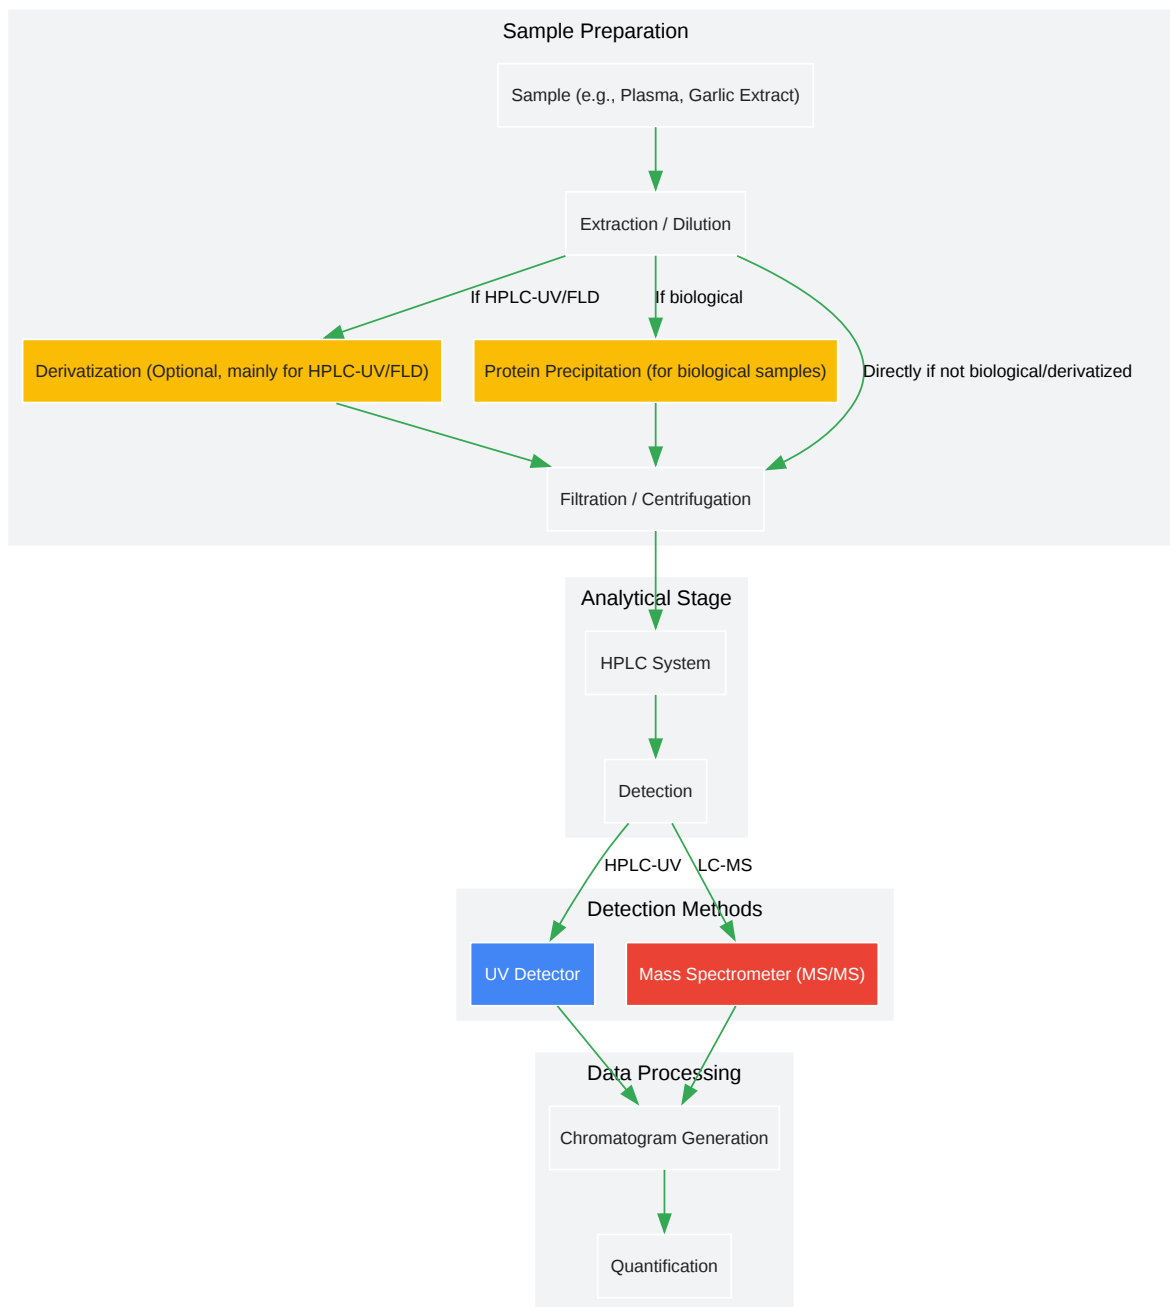 Sample Preparation
Sample (e.g., Plasma, Garlic Extract)
Extraction / Dilution
If HPLC-UV/FLD
If biological
Derivatization (Optional, mainly for HPLC-UV/FLD)
Protein Precipitation (for biological samples)
Directly if not biological/derivatized
Filtration / Centrifugation
Analytical Stage
HPLC System
Detection
HPLC-UV
LC-MS
Detection Methods
UV Detector
Mass Spectrometer (MS/MS)
Data Processing
Chromatogram Generation
Quantification